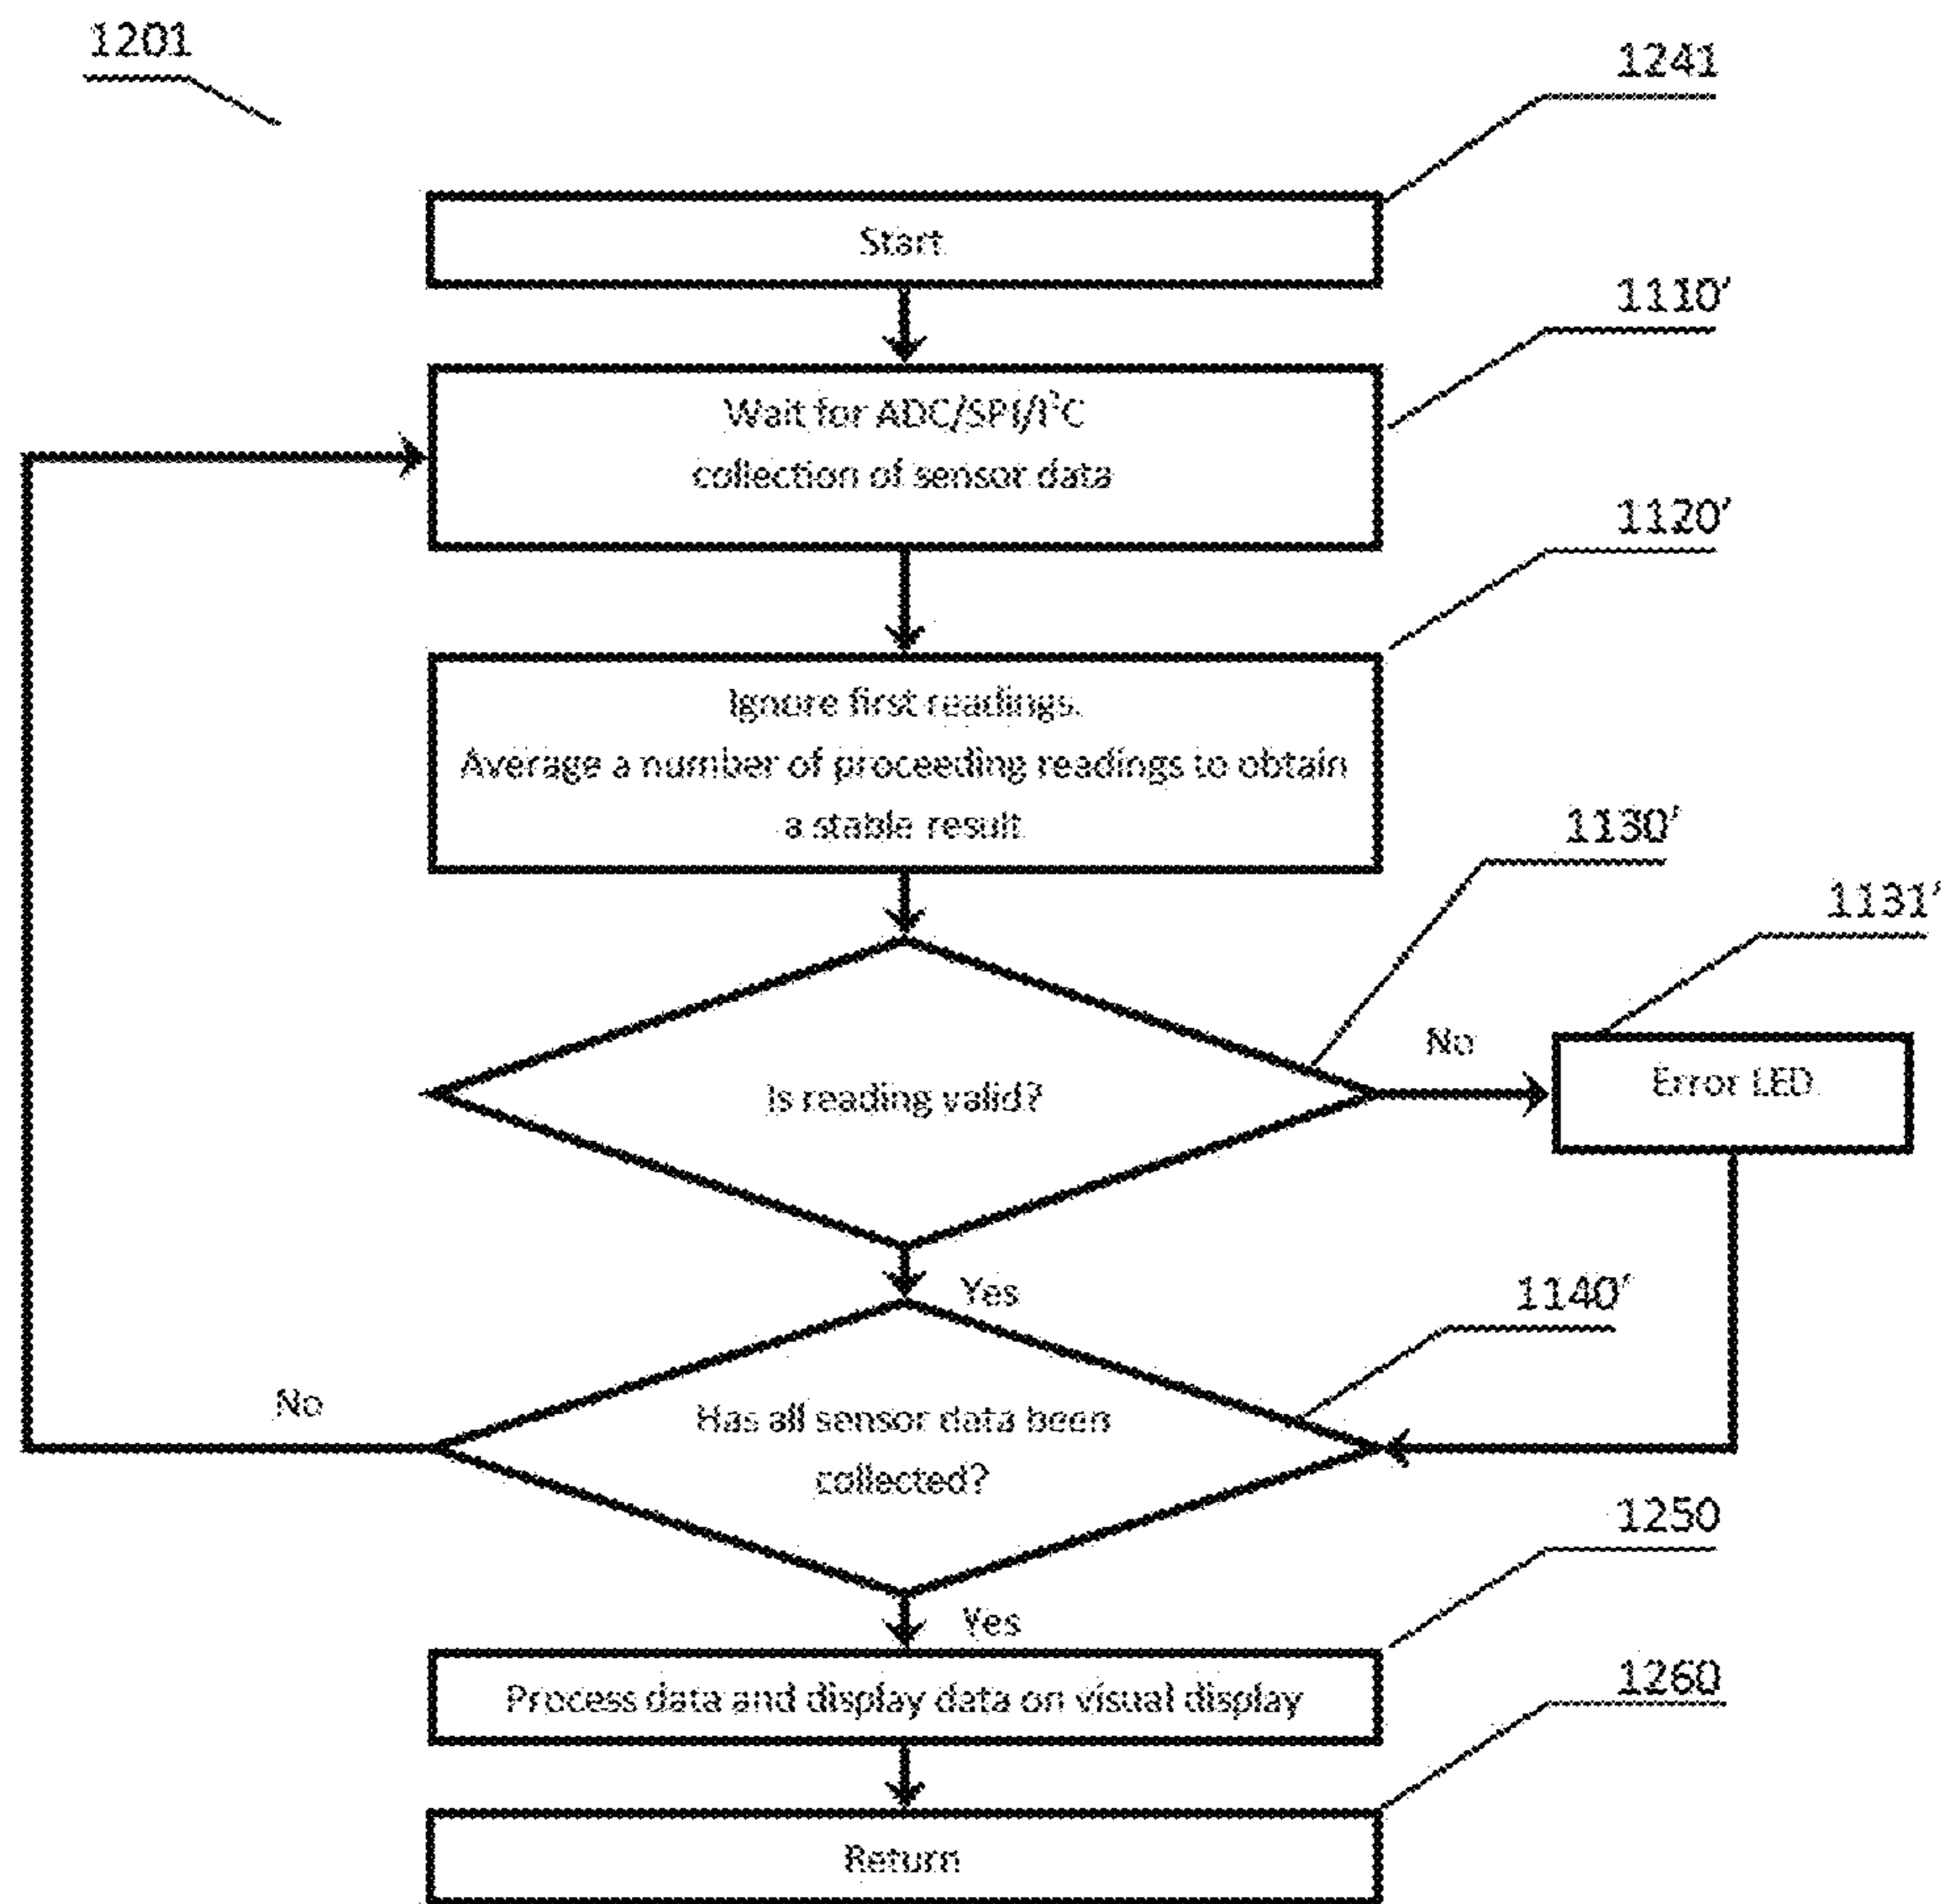 1201
1241
Start
1110'
Wait for ADC/SPI/I²C
collection of sensor data
1120'
Ignore first readings.
Average a number of proceeding readings to obtain
a stable result
1130'
1131'
No
Error LED
Is reading valid?
Yes
1140'
No
Has all sensor data been
collected?
1250
Yes
1260
Process data and display data on visual display
Return